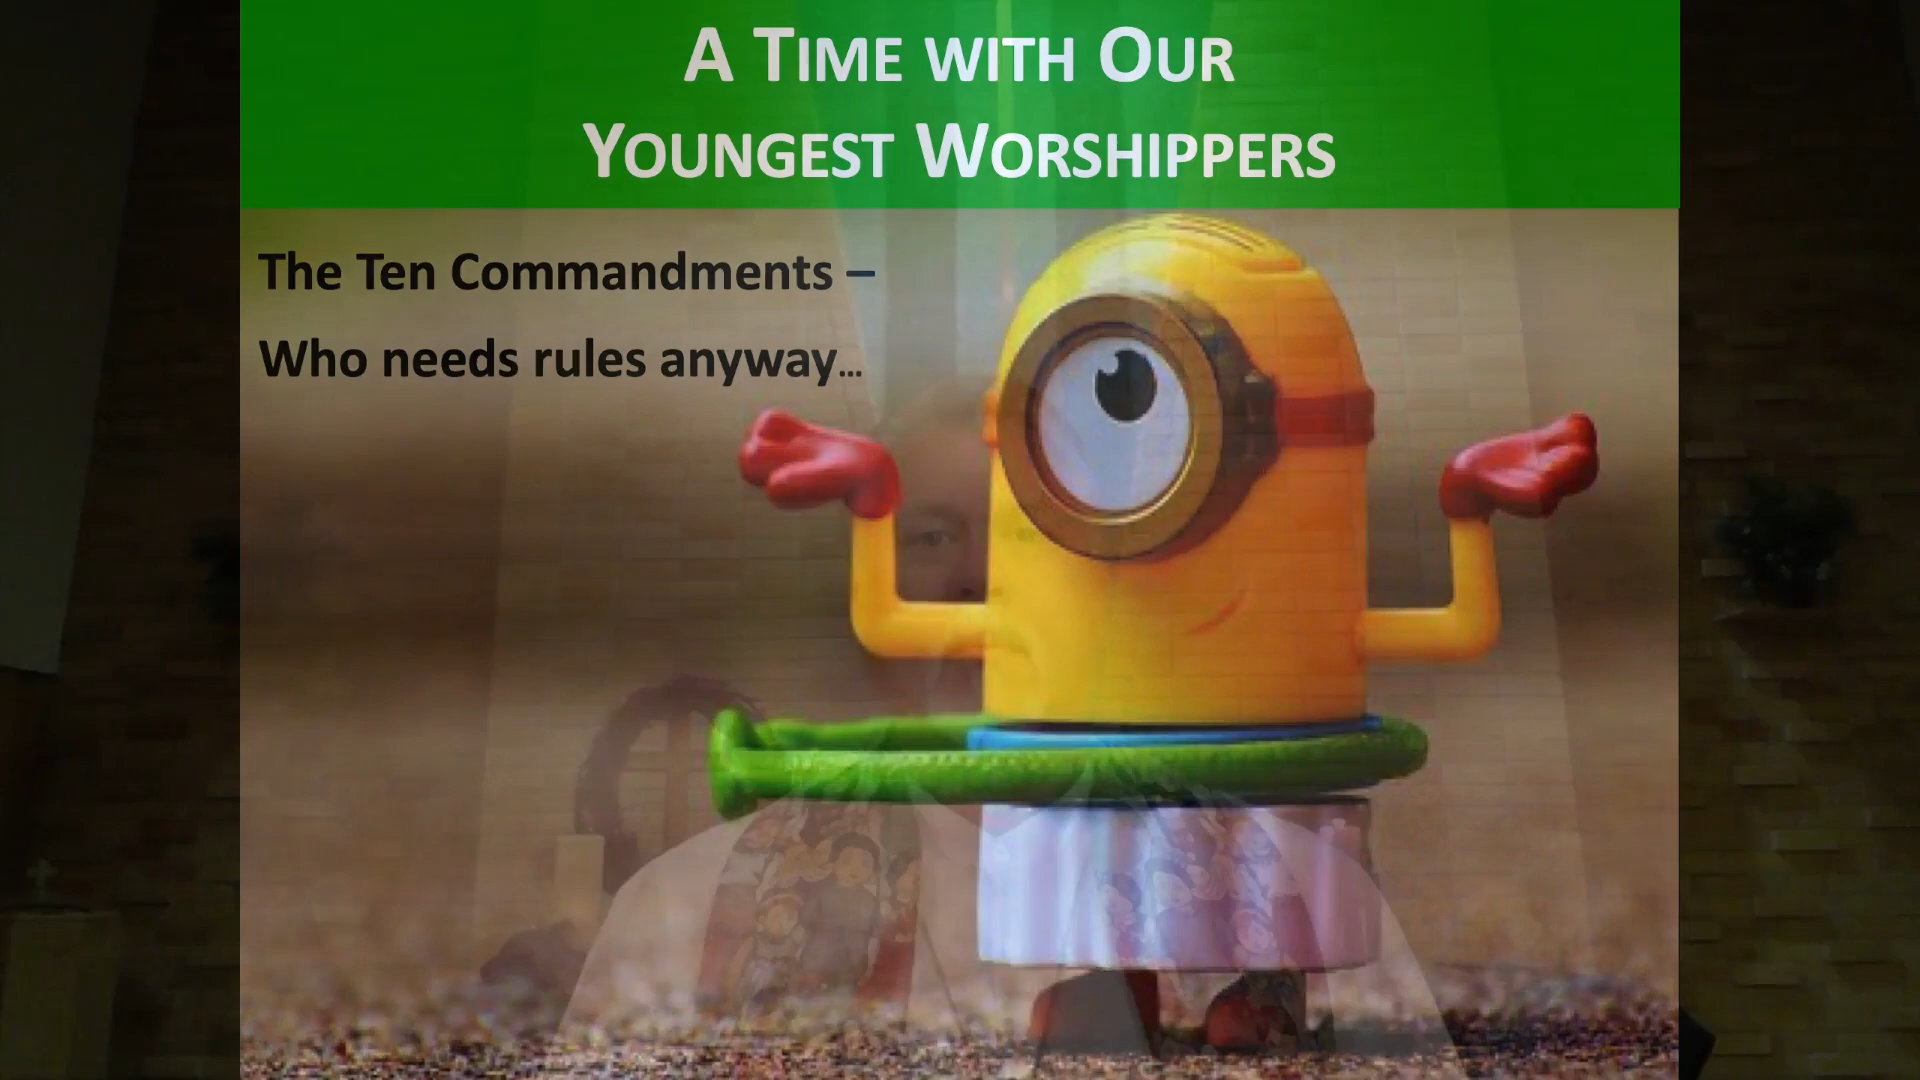 A Time with Our
Youngest Worshippers
The Ten Commandments –
Who needs rules anyway...